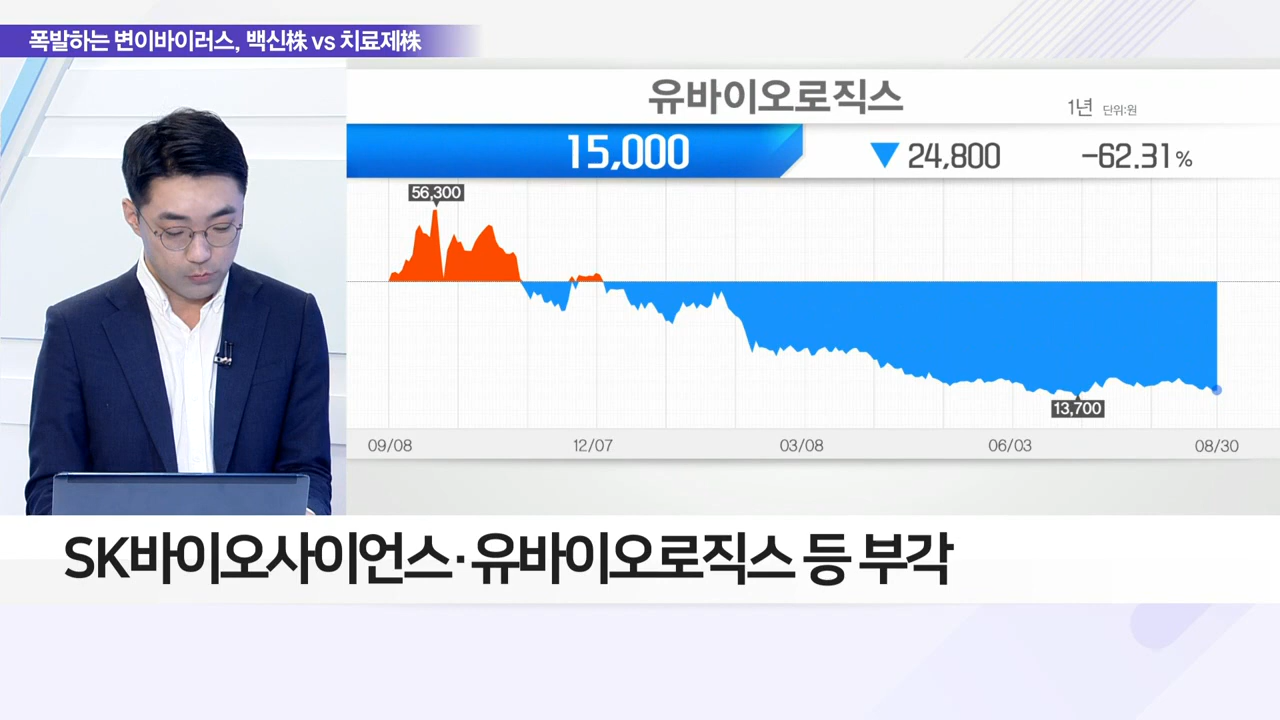 폭발하는 변이바이러스, 백신株 vs 치료제株
유바이오로직스
1년 단위:원
15,000 ▼ 24,800 -62.31%
56,300
13,700
09/08 12/07 03/08 06/03 08/30
SK바이오사이언스·유바이오로직스 등 부각